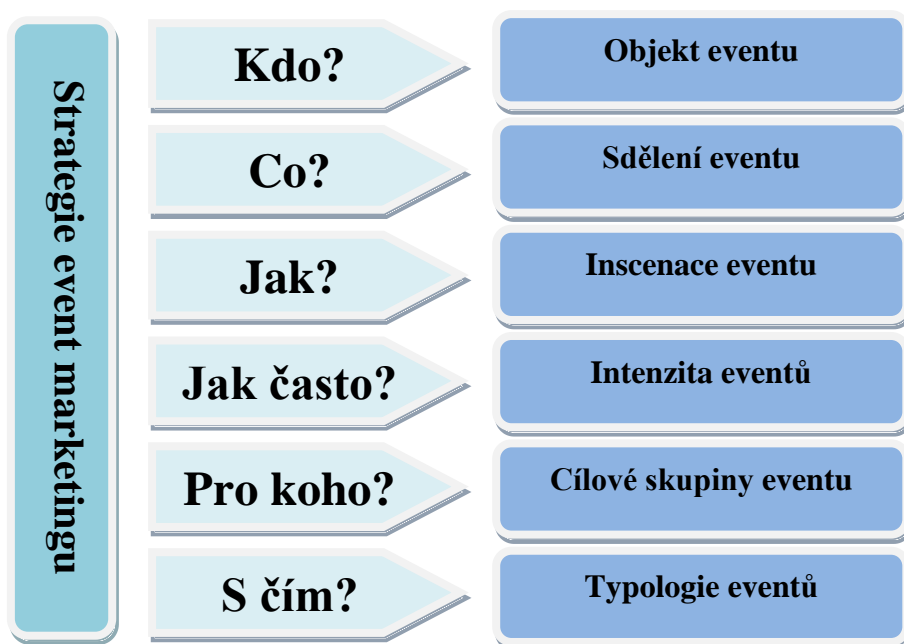 Strategie event marketingu
Kdo?
Objekt eventu
Co?
Sdělení eventu
Jak?
Inscenace eventu
Jak často?
Intenzita eventů
Pro koho?
Cílové skupiny eventu
S čím?
Typologie eventů